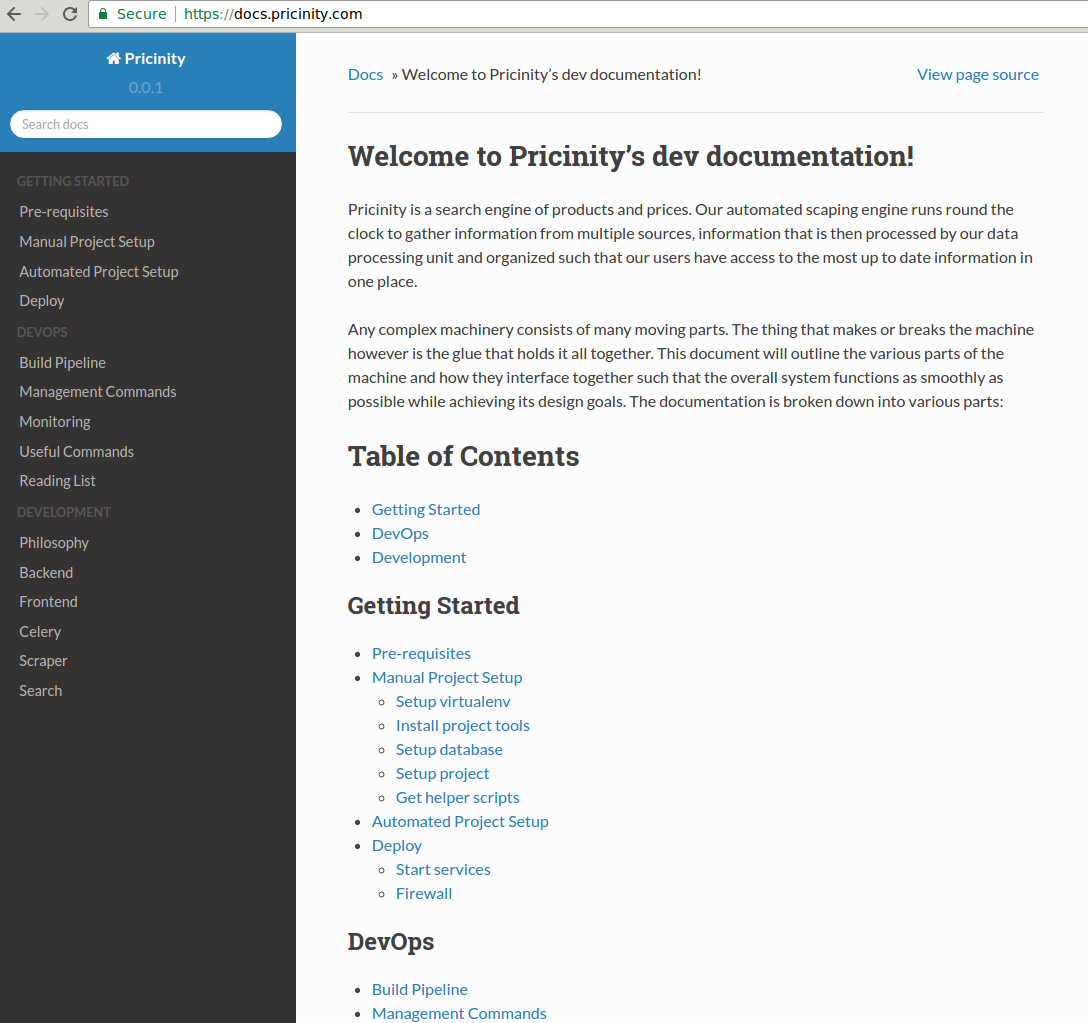 Secure | https://docs.pricinity.com
Pricinity
0.0.1
Search docs
GETTING STARTED
Pre-requisites
Manual Project Setup
Automated Project Setup
Deploy
DEVOPS
Build Pipeline
Management Commands
Monitoring
Useful Commands
Reading List
DEVELOPMENT
Philosophy
Backend
Frontend
Celery
Scraper
Search
Docs » Welcome to Pricinity’s dev documentation!
View page source
Welcome to Pricinity’s dev documentation!
Pricinity is a search engine of products and prices. Our automated scaping engine runs round the
clock to gather information from multiple sources, information that is then processed by our data
processing unit and organized such that our users have access to the most up to date information in
one place.
Any complex machinery consists of many moving parts. The thing that makes or breaks the machine
however is the glue that holds it all together. This document will outline the various parts of the
machine and how they interface together such that the overall system functions as smoothly as
possible while achieving its design goals. The documentation is broken down into various parts:
Table of Contents
• Getting Started
• DevOps
• Development
Getting Started
• Pre-requisites
• Manual Project Setup
◦ Setup virtualenv
◦ Install project tools
◦ Setup database
◦ Setup project
◦ Get helper scripts
• Automated Project Setup
• Deploy
◦ Start services
◦ Firewall
DevOps
• Build Pipeline
• Management Commands